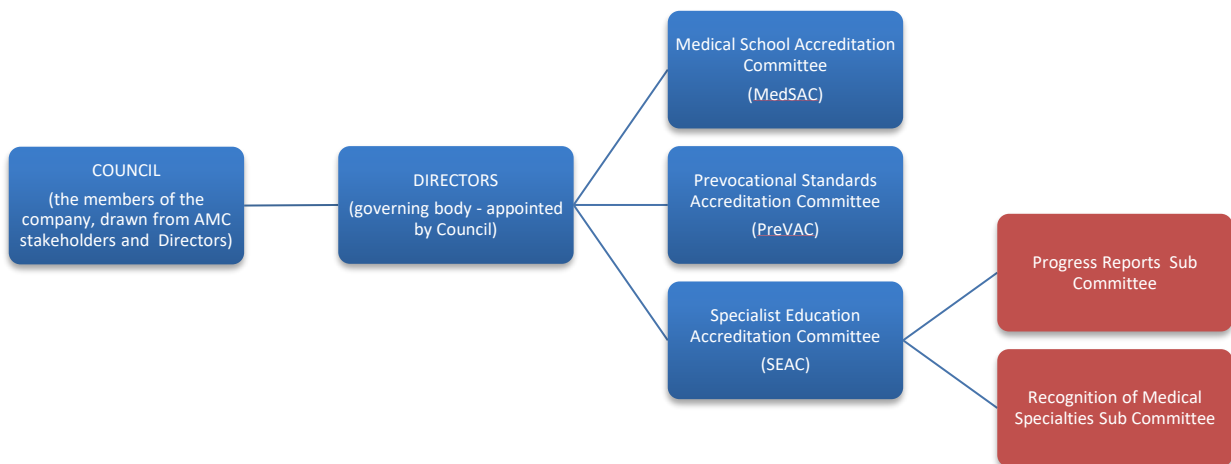 COUNCIL
(the members of the
company, drawn from AMC
stakeholders and Directors)
DIRECTORS
(governing body - appointed
by Council)
Medical School Accreditation
Committee
(MedSAC)
Prevocational Standards
Accreditation Committee
(PreVAC)
Specialist Education
Accreditation Committee
(SEAC)
Progress Reports Sub
Committee
Recognition of Medical
Specialties Sub Committee